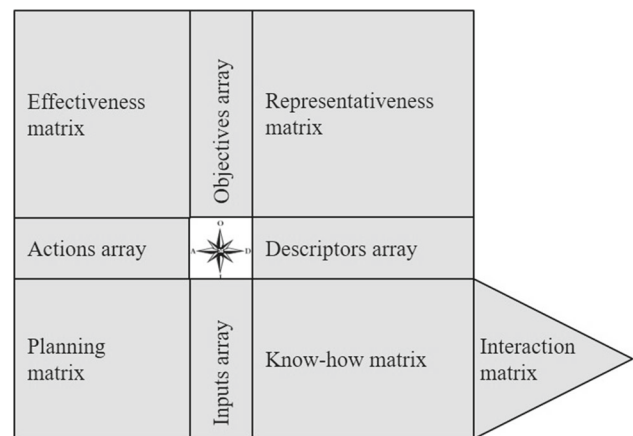 Effectiveness
matrix
Objectives array
Representativeness
matrix
Actions array
O
A
D
I
Descriptors array
Planning
matrix
Inputs array
Know-how matrix
Interaction
matrix